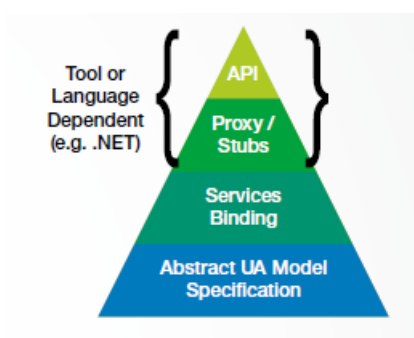 Tool or
Language
Dependent
(e.g. .NET)
API
Proxy /
Stubs
Services
Binding
Abstract UA Model
Specification